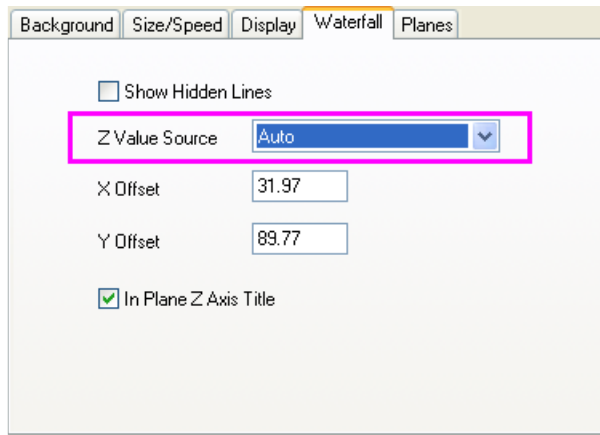 Background Size/Speed Display Waterfall Planes
Show Hidden Lines
Z Value Source Auto
X Offset 31.97
Y Offset 89.77
In Plane Z Axis Title